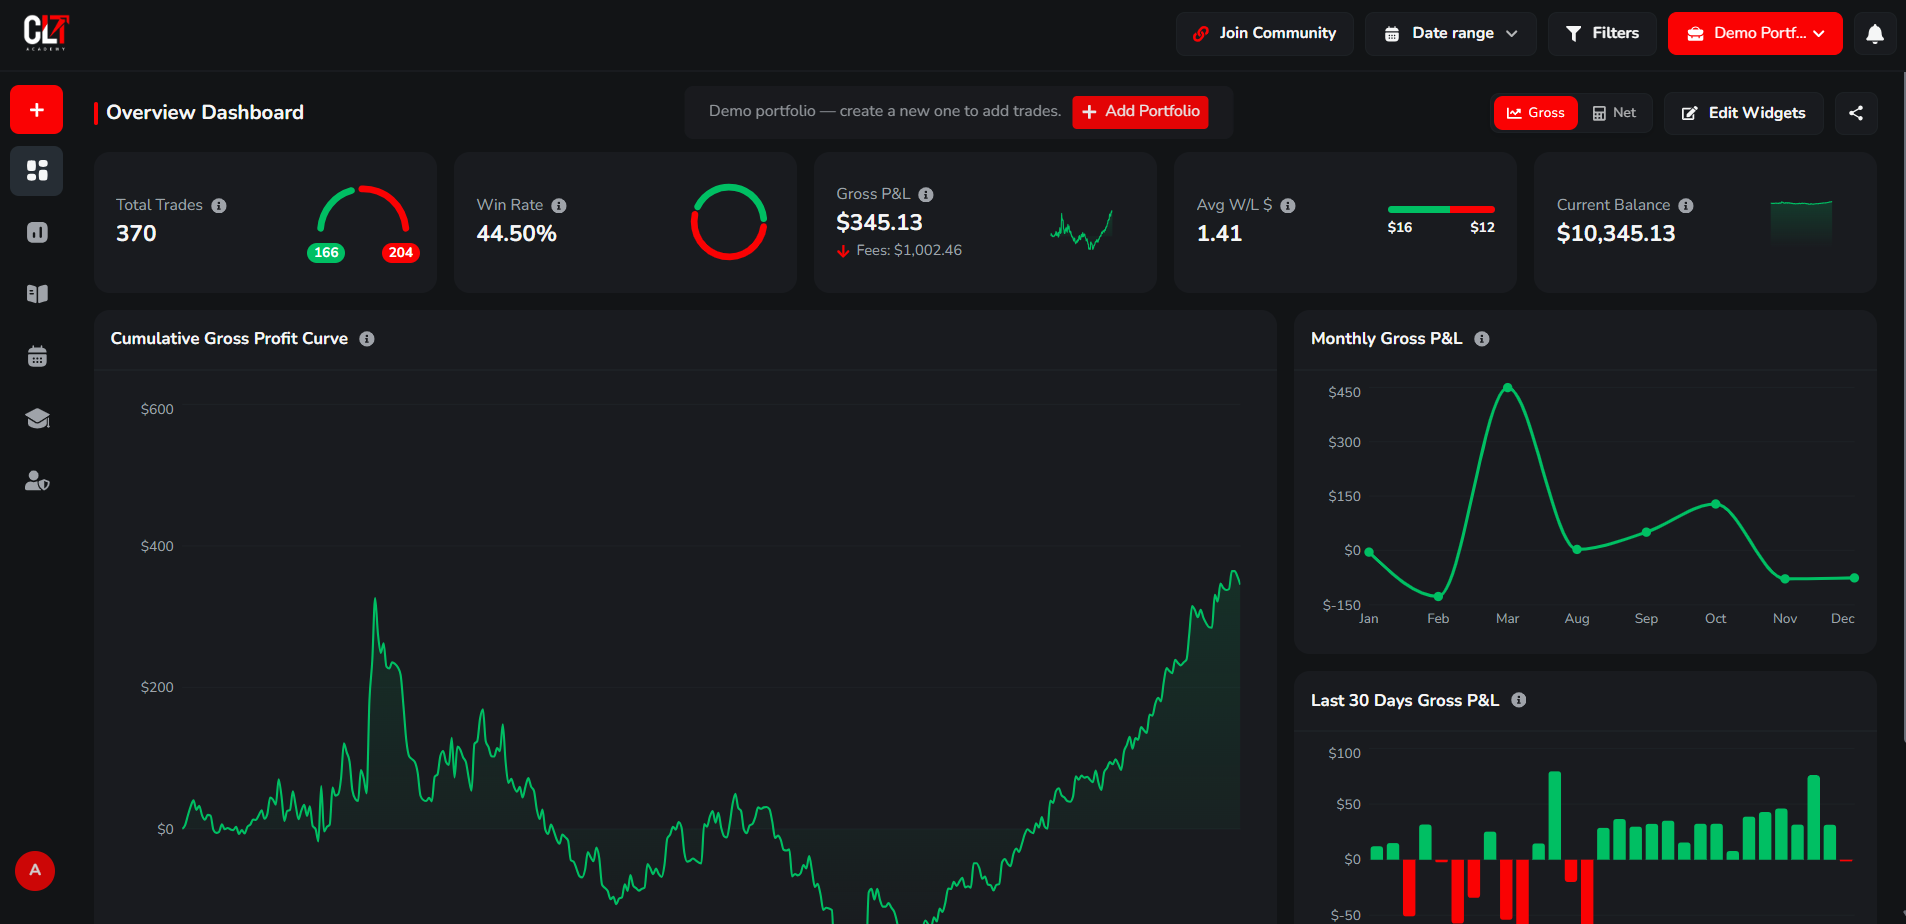 CLT
ACADEMY
Join Community
Date range
Filters
Demo Portf...
Overview Dashboard
Demo portfolio — create a new one to add trades.
Add Portfolio
Gross
Net
Edit Widgets
Total Trades
370
166
204
Win Rate
44.50%
Gross P&L
$345.13
Fees: $1,002.46
Avg W/L $
1.41
$16
$12
Current Balance
$10,345.13
Cumulative Gross Profit Curve
$600
$400
$200
$0
Monthly Gross P&L
$450
$300
$150
$0
$-150
Jan Feb Mar Aug Sep Oct Nov Dec
Last 30 Days Gross P&L
$100
$50
$0
$-50
A